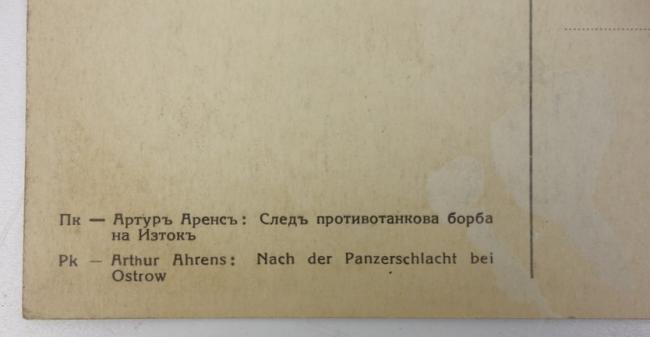 Пк — Артуръ Аренсъ: Следъ противотанкова борба
на Изтокъ
Pk — Arthur Ahrens: Nach der Panzerschlacht bei
Ostrow